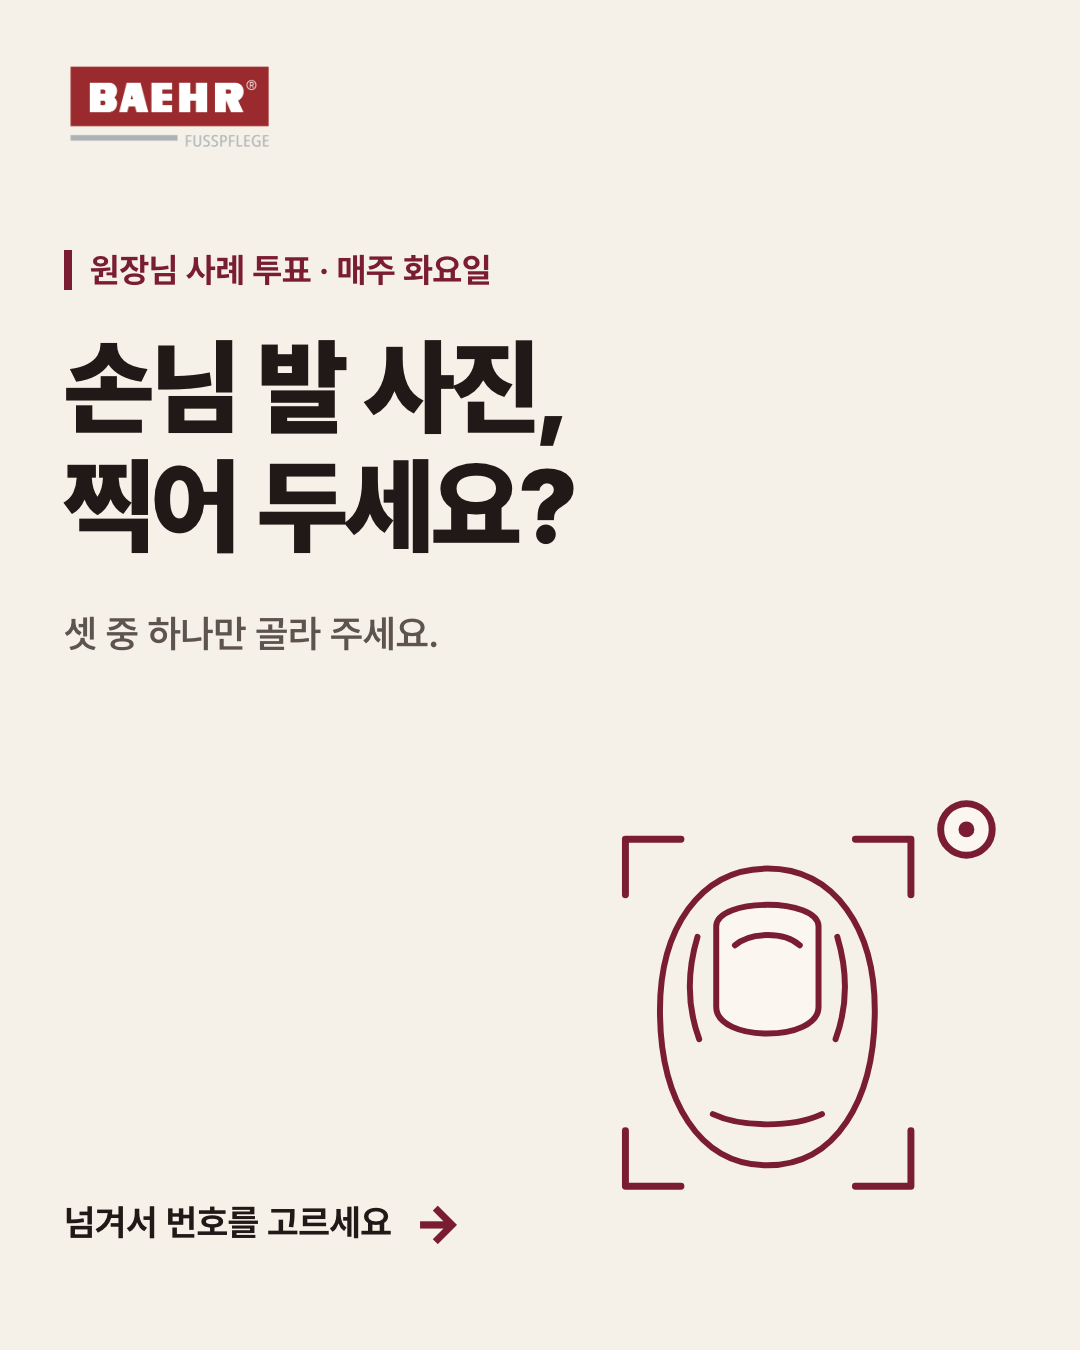 BAEHR®
FUSSPFLEGE
원장님 사례 투표 · 매주 화요일
손님 발 사진,
찍어 두세요?
셋 중 하나만 골라 주세요.
넘겨서 번호를 고르세요 →